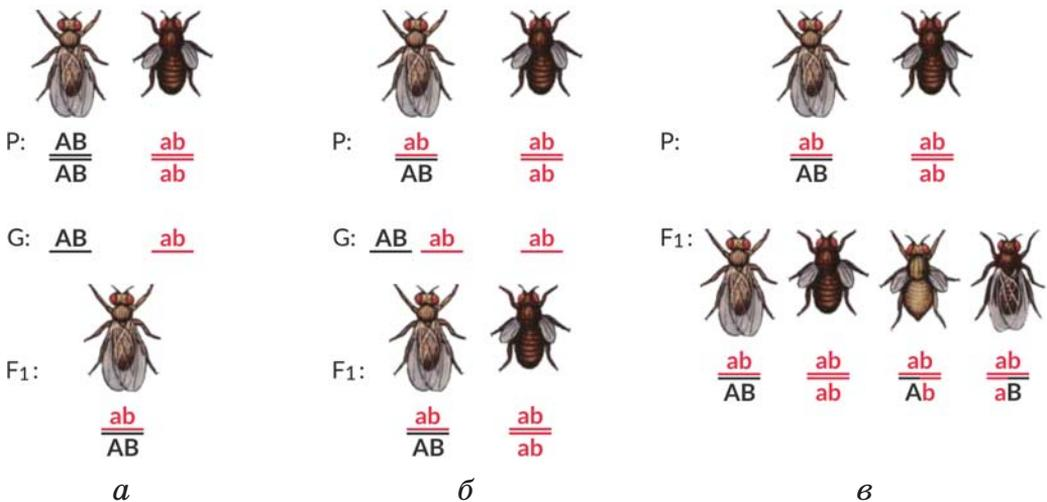 P: AB ab
AB ab
G: AB ab
F1:
ab
AB
а
P: ab ab
AB ab
G: AB ab ab
F1:
ab ab
AB ab
б
P: ab ab
AB ab
F1:
ab ab ab ab
AB ab Ab aB
в